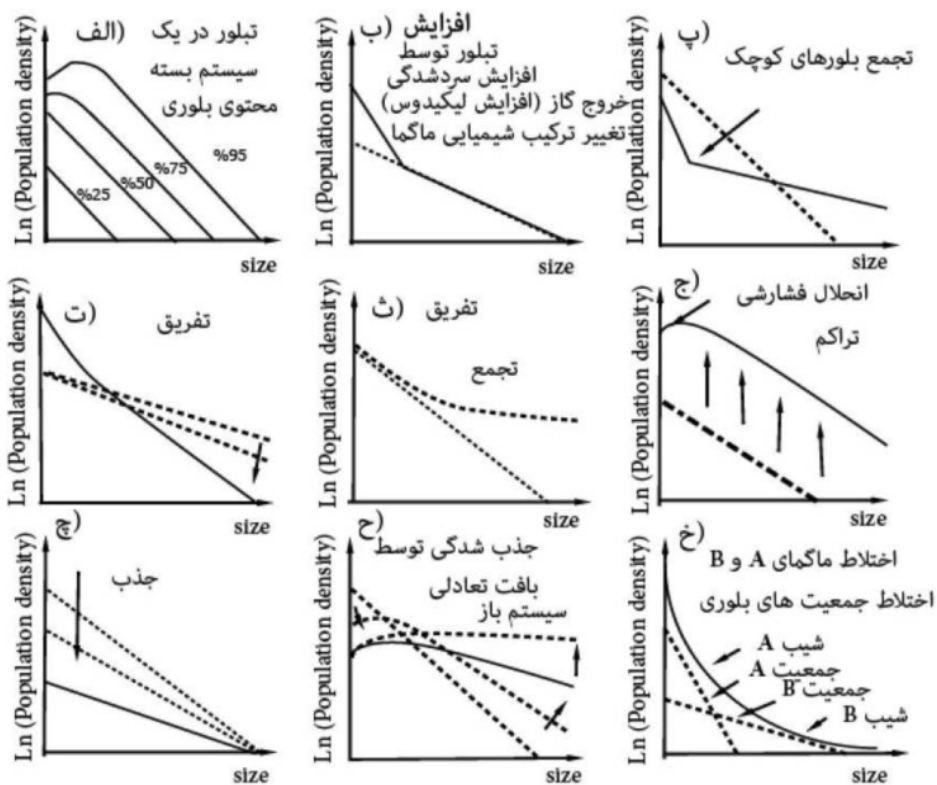 الف)
تبلور در یک
سیستم بسته
محتوی بلوری
%25
%50
%75
%95
Ln (Population density)
size
ب)
افزایش
تبلور توسط
افزایش سردشدگی
خروج گاز (افزایش لیکیدوس)
تغییر ترکیب شیمیایی ماگما
Ln (Population density)
size
پ)
تجمع بلورهای کوچک
Ln (Population density)
size
ت)
تفریق
Ln (Population density)
size
ث)
تفریق
تجمع
Ln (Population density)
size
ج)
انحلال فشارشی
تراکم
Ln (Population density)
size
چ)
جذب
Ln (Population density)
size
ح)
جذب شدگی توسط
بافت تعادلی
سیستم باز
Ln (Population density)
size
خ)
اختلاط ماگمای A و B
اختلاط جمعیت های بلوری
شیب A
جمعیت A
جمعیت B
شیب B
Ln (Population density)
size